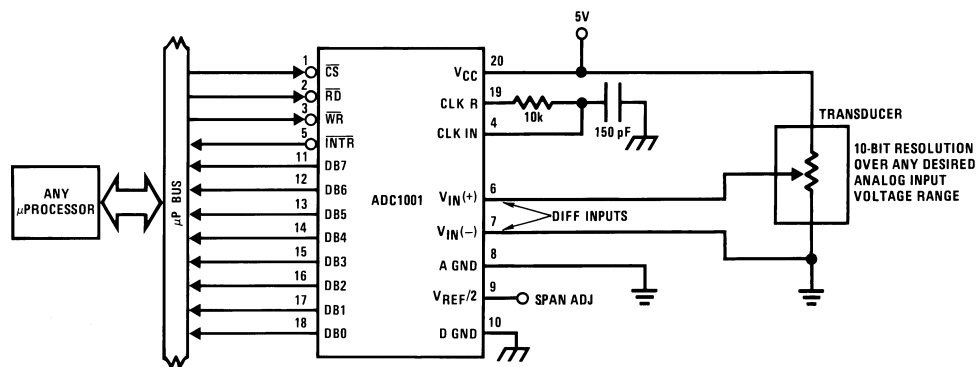 5V
1 CS
2 RD
3 WR
5 INTR
11 DB7
12 DB6
13 DB5
14 DB4
15 DB3
16 DB2
17 DB1
18 DB0
ANY
µPROCESSOR
µP BUS
ADC1001
VCC 20
CLK R 19
10k
150 pF
CLK IN 4
VIN(+) 6
DIFF INPUTS
VIN(–) 7
A GND 8
VREF/2 9
SPAN ADJ
D GND 10
TRANSDUCER
10-BIT RESOLUTION
OVER ANY DESIRED
ANALOG INPUT
VOLTAGE RANGE